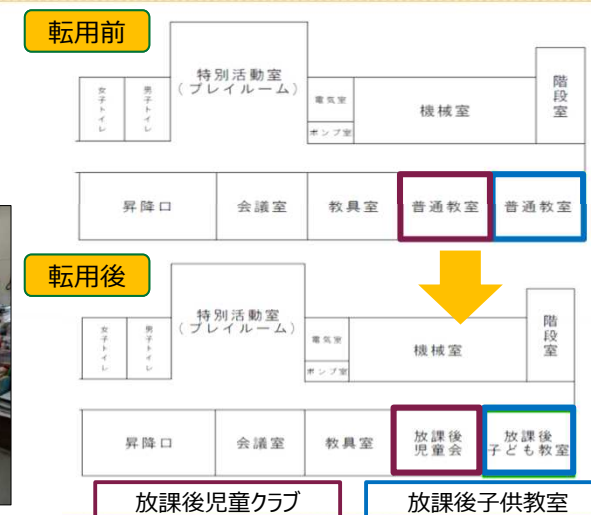 転用前
特別活動室
(プレイルーム)
女子トイレ
男子トイレ
電気室
ポンプ室
機械室
階段室
昇降口
会議室
教具室
普通教室
普通教室
転用後
特別活動室
(プレイルーム)
女子トイレ
男子トイレ
電気室
ポンプ室
機械室
階段室
昇降口
会議室
教具室
放課後
児童会
放課後
子ども教室
放課後児童クラブ
放課後子供教室